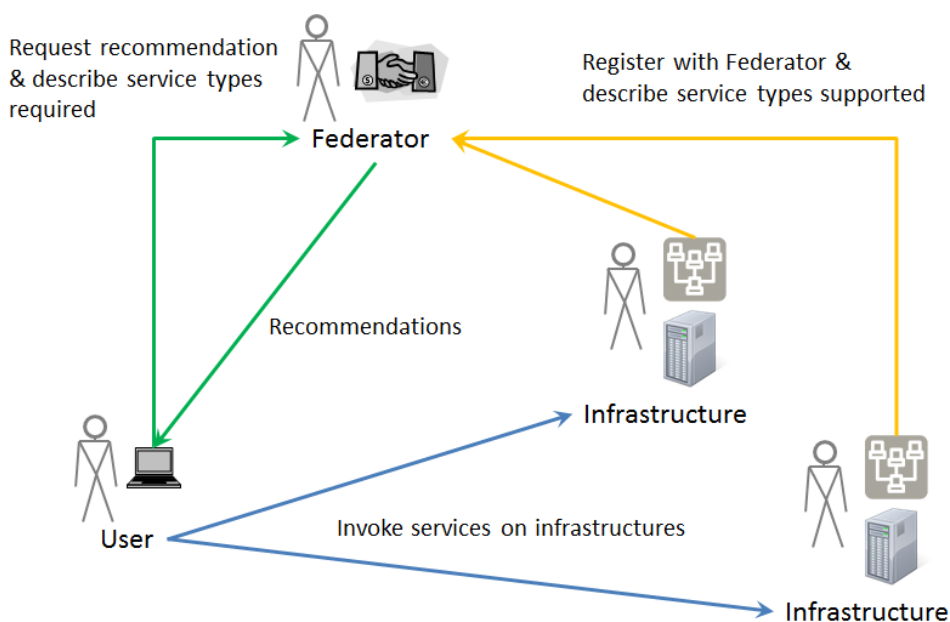 Request recommendation
& describe service types
required
Register with Federator &
describe service types supported
Federator
Recommendations
Infrastructure
Invoke services on infrastructures
User
Infrastructure